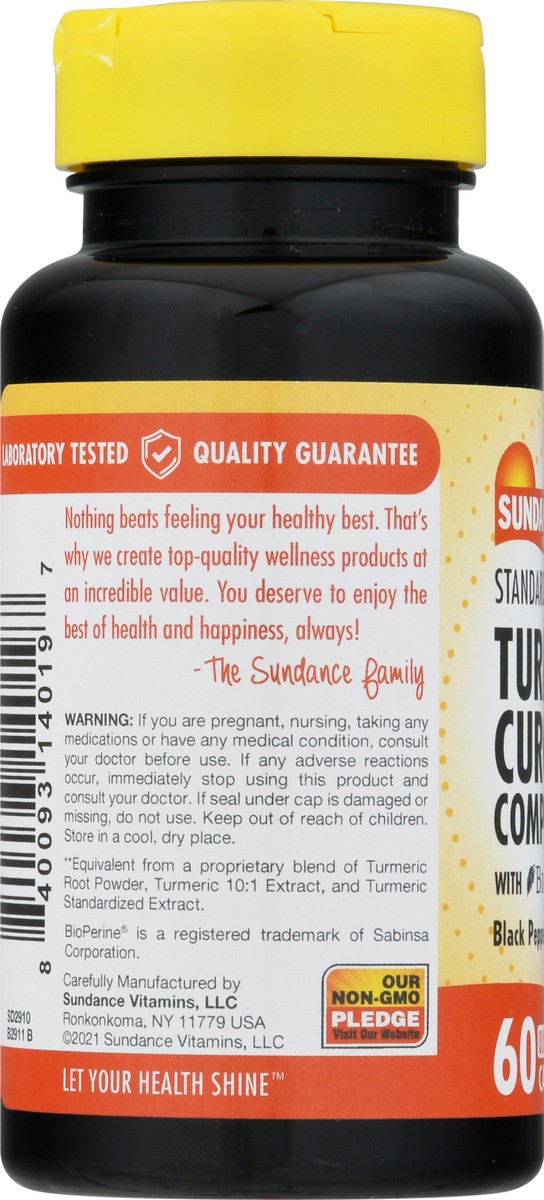 LABORATORY TESTED QUALITY GUARANTEE
Nothing beats feeling your healthy best. That's
why we create top-quality wellness products at
an incredible value. You deserve to enjoy the
best of health and happiness, always!
-The Sundance family
WARNING: If you are pregnant, nursing, taking any
medications or have any medical condition, consult
your doctor before use. If any adverse reactions
occur, immediately stop using this product and
consult your doctor. If seal under cap is damaged or
missing, do not use. Keep out of reach of children.
Store in a cool, dry place.
**Equivalent from a proprietary blend of Turmeric
Root Powder, Turmeric 10:1 Extract, and Turmeric
Standardized Extract.
BioPerine® is a registered trademark of Sabinsa
Corporation.
Carefully Manufactured by
Sundance Vitamins, LLC
Ronkonkoma, NY 11779 USA
©2021 Sundance Vitamins, LLC
OUR
NON-GMO
PLEDGE
Visit Our Website
SD2910
B2911 B
8 40093 14019 7
LET YOUR HEALTH SHINE™
SUNDA
STANDAR
TUR
CUR
COMP
WITH Bi
Black Pepp
60